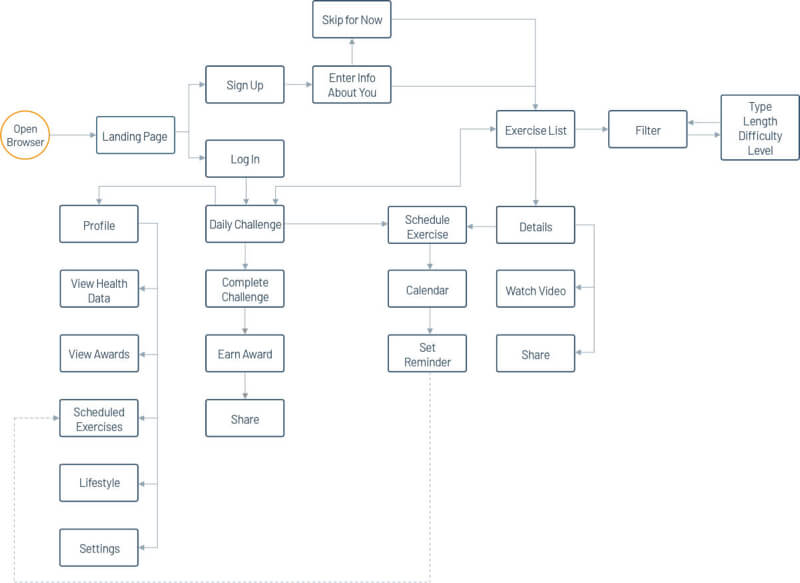 Skip for Now
Sign Up
Enter Info
About You
Open
Browser
Landing Page
Log In
Exercise List
Filter
Type
Length
Difficulty
Level
Profile
Daily Challenge
Schedule
Exercise
Details
View Health
Data
Complete
Challenge
Calendar
Watch Video
View Awards
Earn Award
Set
Reminder
Share
Scheduled
Exercises
Share
Lifestyle
Settings